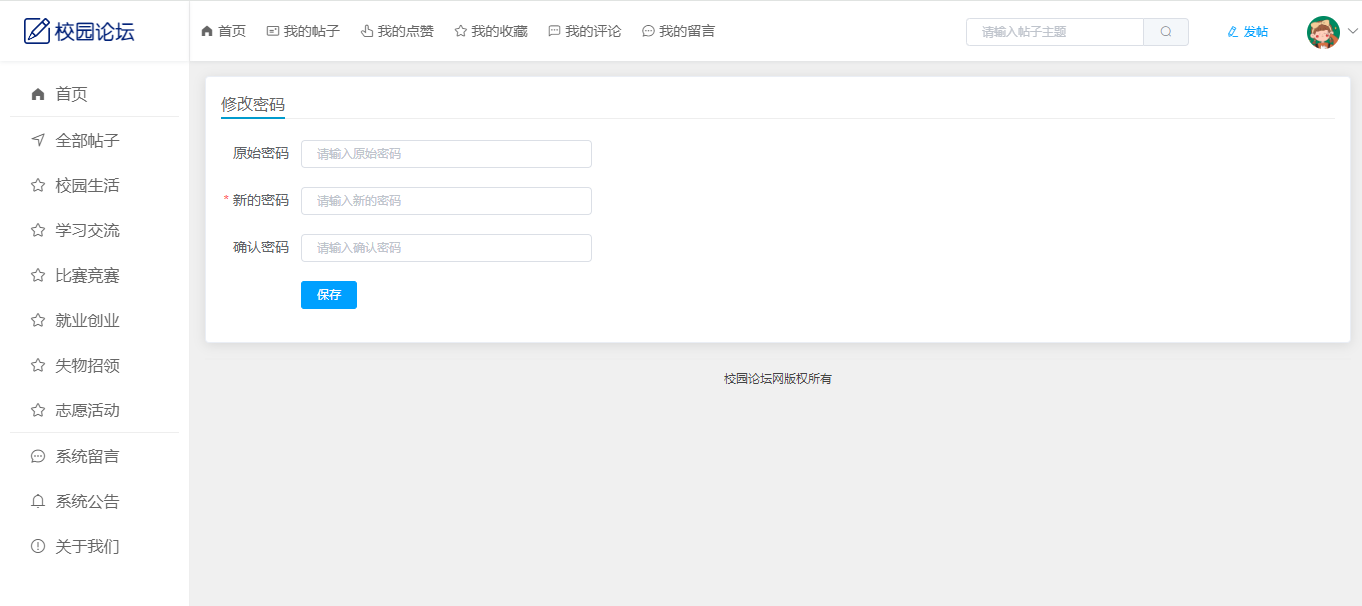 校园论坛
首页 我的帖子 我的点赞 我的收藏 我的评论 我的留言
请输入帖子主题
发帖
首页
全部帖子
校园生活
学习交流
比赛竞赛
就业创业
失物招领
志愿活动
系统留言
系统公告
关于我们
修改密码
原始密码 请输入原始密码
* 新的密码 请输入新的密码
确认密码 请输入确认密码
保存
校园论坛网版权所有